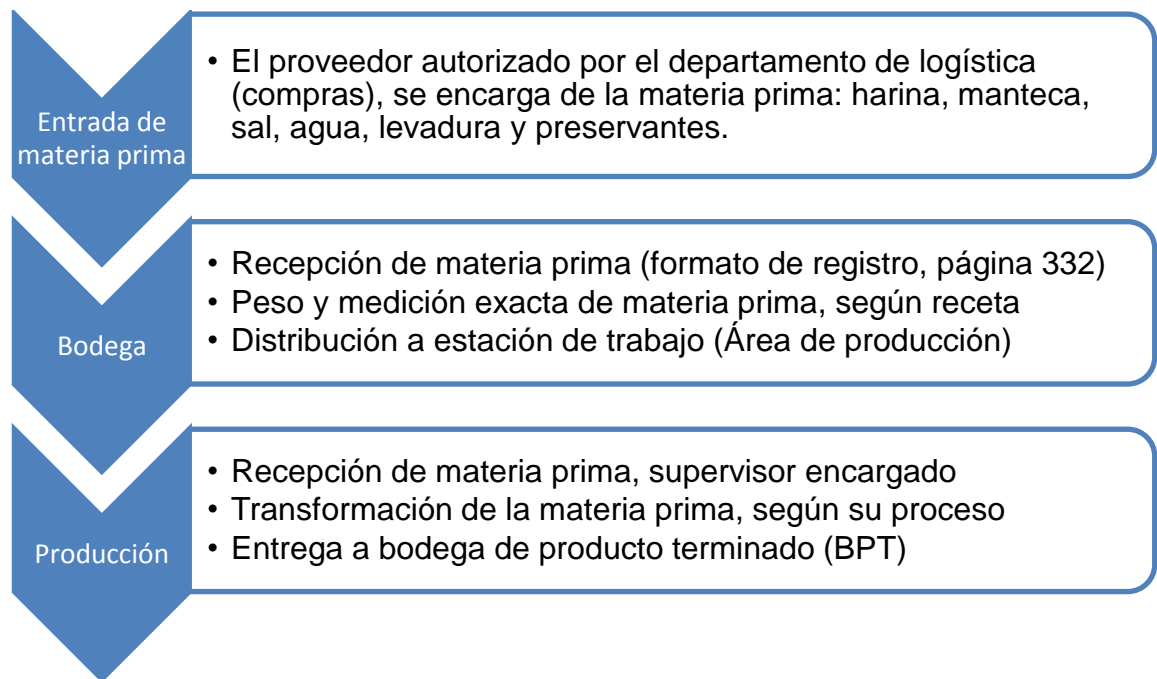 Entrada de
materia prima
• El proveedor autorizado por el departamento de logística
(compras), se encarga de la materia prima: harina, manteca,
sal, agua, levadura y preservantes.
Bodega
• Recepción de materia prima (formato de registro, página 332)
• Peso y medición exacta de materia prima, según receta
• Distribución a estación de trabajo (Área de producción)
Producción
• Recepción de materia prima, supervisor encargado
• Transformación de la materia prima, según su proceso
• Entrega a bodega de producto terminado (BPT)